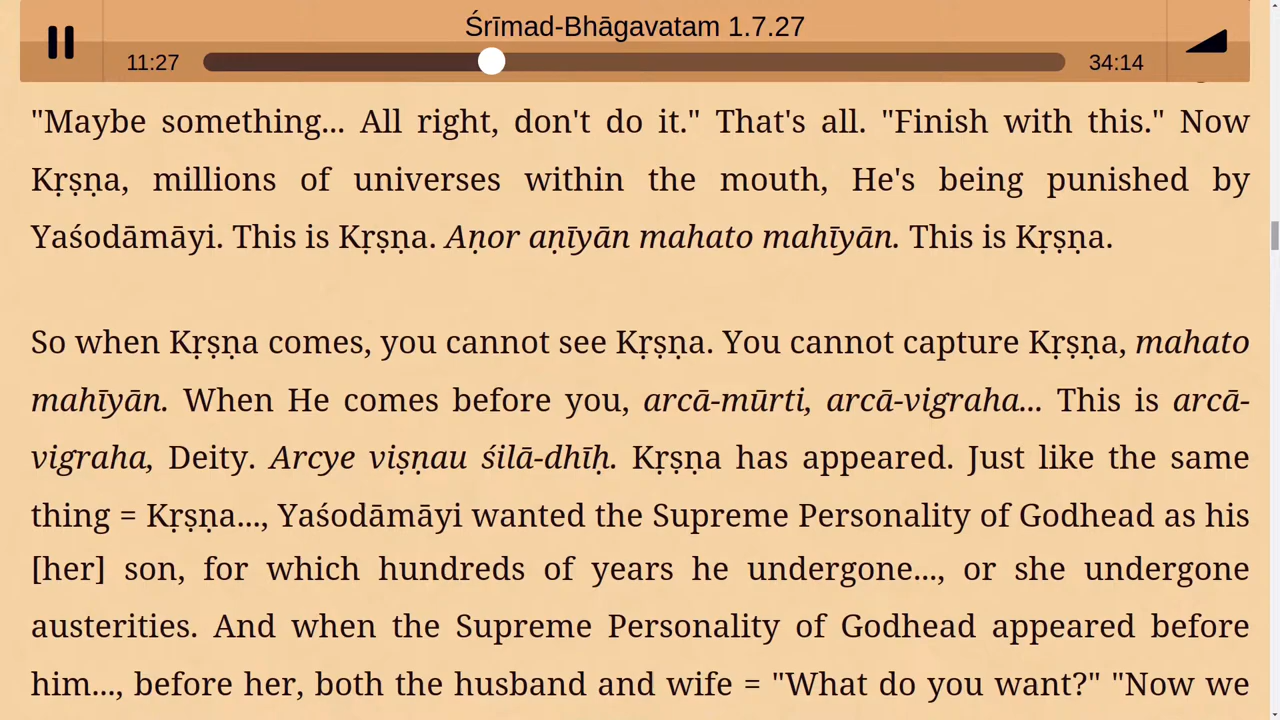 Śrīmad-Bhāgavatam 1.7.27
11:27
34:14
"Maybe something... All right, don't do it." That's all. "Finish with this." Now
Kṛṣṇa, millions of universes within the mouth, He's being punished by
Yaśodāmāyi. This is Kṛṣṇa. Aṇor aṇīyān mahato mahīyān. This is Kṛṣṇa.
So when Kṛṣṇa comes, you cannot see Kṛṣṇa. You cannot capture Kṛṣṇa, mahato
mahīyān. When He comes before you, arcā-mūrti, arcā-vigraha... This is arcā-
vigraha, Deity. Arcye viṣṇau śilā-dhīḥ. Kṛṣṇa has appeared. Just like the same
thing = Kṛṣṇa..., Yaśodāmāyi wanted the Supreme Personality of Godhead as his
[her] son, for which hundreds of years he undergone..., or she undergone
austerities. And when the Supreme Personality of Godhead appeared before
him..., before her, both the husband and wife = "What do you want?" "Now we